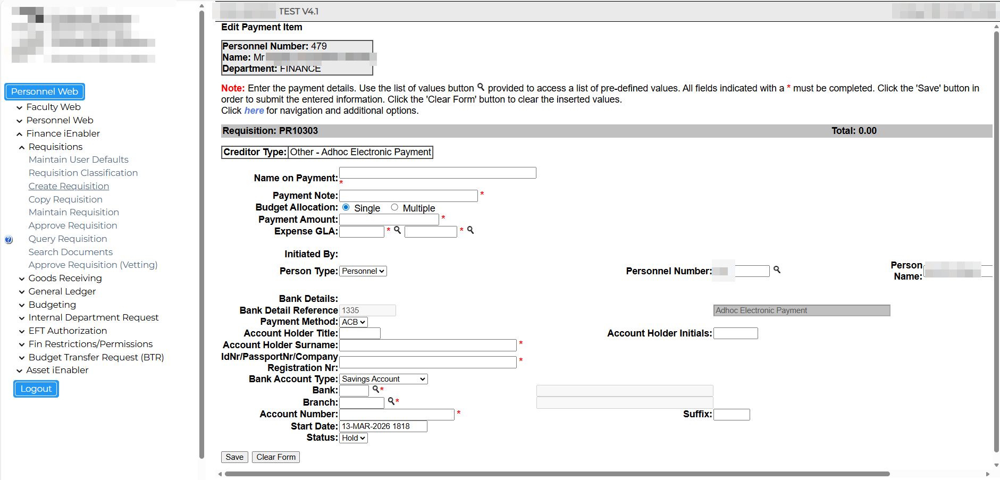 TEST V4.1
Edit Payment Item
Personnel Number: 479
Name: Mr
Department: FINANCE
Note: Enter the payment details. Use the list of values button provided to access a list of pre-defined values. All fields indicated with a * must be completed. Click the 'Save' button in
order to submit the entered information. Click the 'Clear Form' button to clear the inserted values.
Click here for navigation and additional options.
Requisition: PR10303 Total: 0.00
Creditor Type: Other - Adhoc Electronic Payment
Name on Payment:
*
Payment Note: *
Budget Allocation: Single Multiple
Payment Amount: *
Expense GLA: * *
Initiated By:
Person Type: Personnel Personnel Number: Person
Name:
Bank Details:
Bank Detail Reference 1335 Adhoc Electronic Payment
Payment Method: ACB
Account Holder Title: Account Holder Initials:
Account Holder Surname: *
IdNr/PassportNr/Company
Registration Nr: *
Bank Account Type: Savings Account
Bank: *
Branch: *
Account Number: * Suffix:
Start Date: 13-MAR-2026 1818
Status: Hold
Save Clear Form
Personnel Web
Faculty Web
Personnel Web
Finance iEnabler
Requisitions
Maintain User Defaults
Requisition Classification
Create Requisition
Copy Requisition
Maintain Requisition
Approve Requisition
? Query Requisition
Search Documents
Approve Requisition (Vetting)
Goods Receiving
General Ledger
Budgeting
Internal Department Request
EFT Authorization
Fin Restrictions/Permissions
Budget Transfer Request (BTR)
Asset iEnabler
Logout